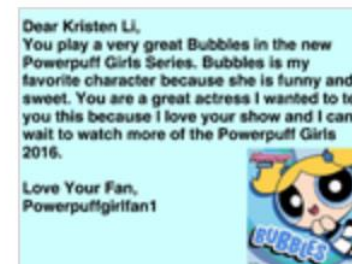 Dear Kristen Li,
You play a very great Bubbles in the new
Powerpuff Girls Series. Bubbles is my
favorite character because she is funny and
sweet. You are a great actress I wanted to te
you this because I love your show and I can
wait to watch more of the Powerpuff Girls
2016.
Love Your Fan,
Powerpuffgirlfan1
BUBBLES